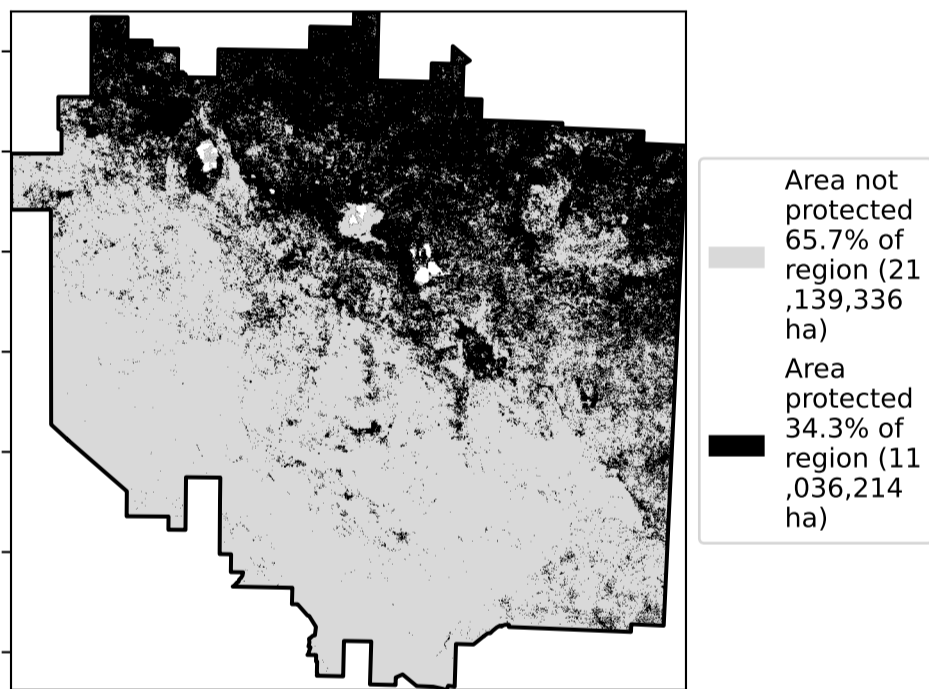 Area not
protected
65.7% of
region (21
,139,336
ha)
Area
protected
34.3% of
region (11
,036,214
ha)